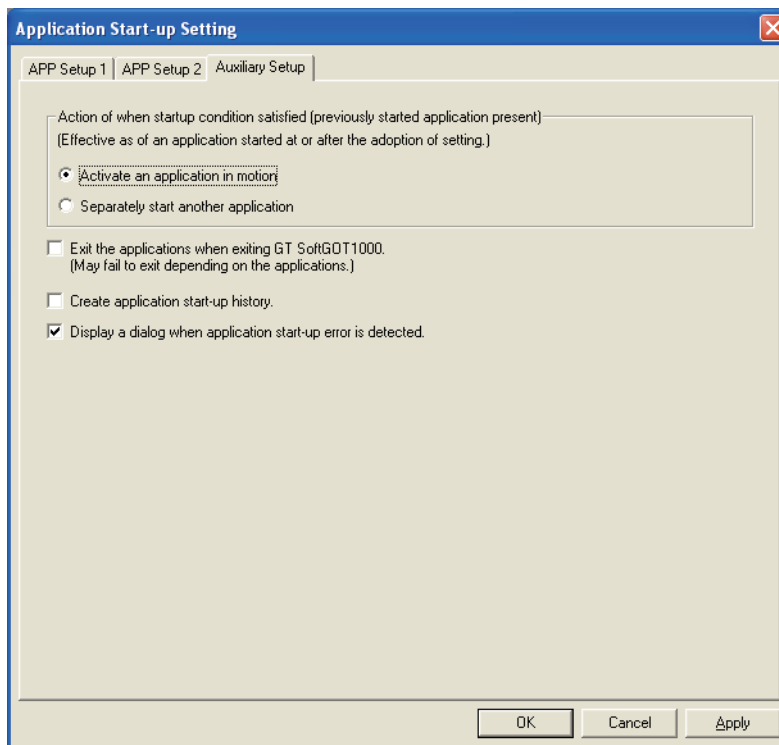 Application Start-up Setting
APP Setup 1 APP Setup 2 Auxiliary Setup
Action of when startup condition satisfied (previously started application present)
(Effective as of an application started at or after the adoption of setting.)
Activate an application in motion
Separately start another application
Exit the applications when exiting GT SoftGOT1000.
(May fail to exit depending on the applications.)
Create application start-up history.
Display a dialog when application start-up error is detected.
OK Cancel Apply